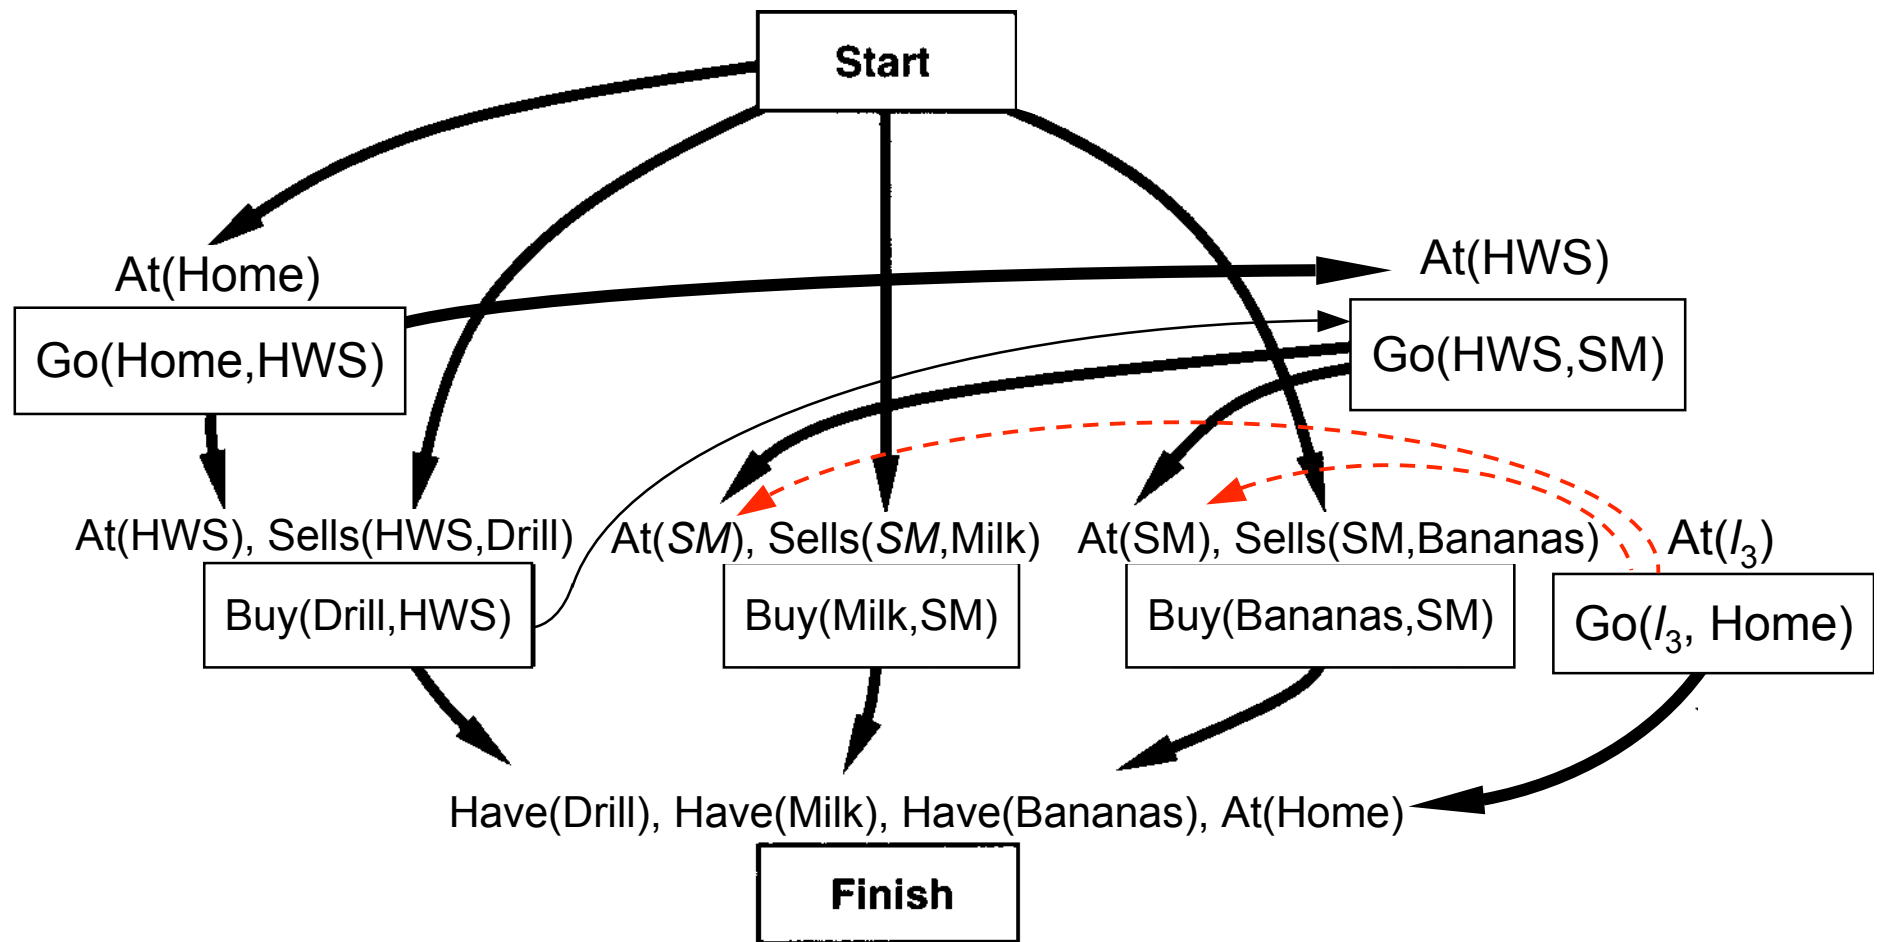 Start
At(Home)
At(HWS)
Go(Home,HWS)
Go(HWS,SM)
At(HWS), Sells(HWS,Drill)
At(SM), Sells(SM,Milk)
At(SM), Sells(SM,Bananas)
At(l3)
Buy(Drill,HWS)
Buy(Milk,SM)
Buy(Bananas,SM)
Go(l3, Home)
Have(Drill), Have(Milk), Have(Bananas), At(Home)
Finish